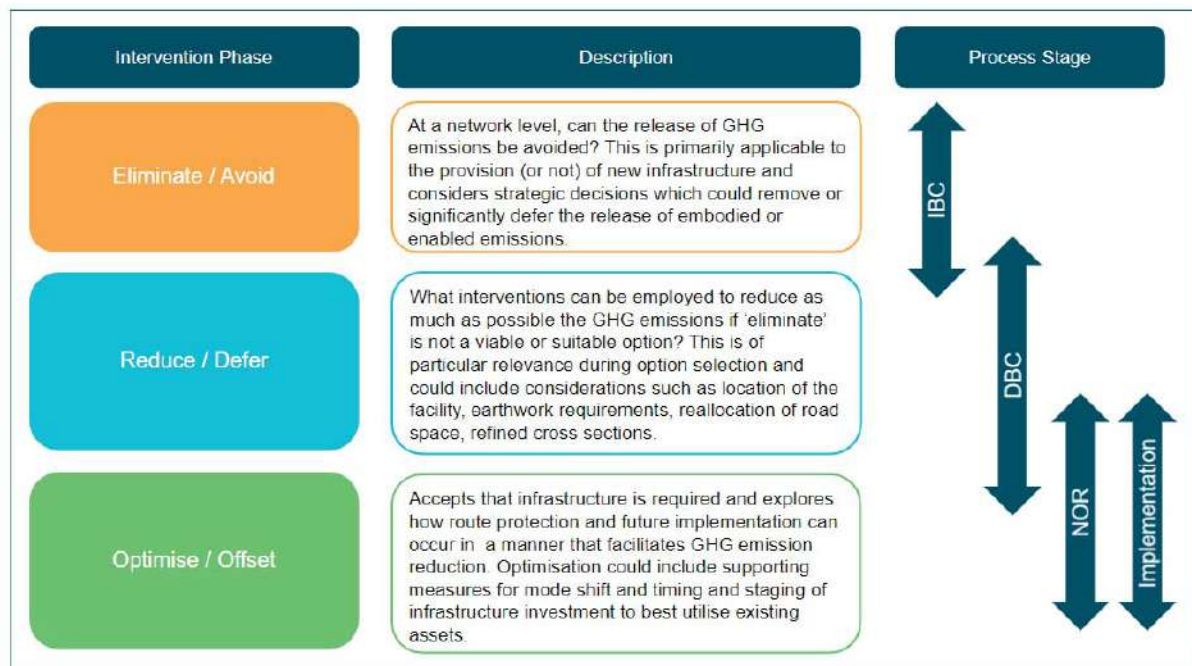 Intervention Phase
Description
Process Stage
Eliminate / Avoid
At a network level, can the release of GHG
emissions be avoided? This is primarily applicable to
the provision (or not) of new infrastructure and
considers strategic decisions which could remove or
significantly defer the release of embodied or
enabled emissions.
IBC
Reduce / Defer
What interventions can be employed to reduce as
much as possible the GHG emissions if ‘eliminate’
is not a viable or suitable option? This is of
particular relevance during option selection and
could include considerations such as location of the
facility, earthwork requirements, reallocation of road
space, refined cross sections.
DBC
Optimise / Offset
Accepts that infrastructure is required and explores
how route protection and future implementation can
occur in a manner that facilitates GHG emission
reduction. Optimisation could include supporting
measures for mode shift and timing and staging of
infrastructure investment to best utilise existing
assets.
NOR
Implementation